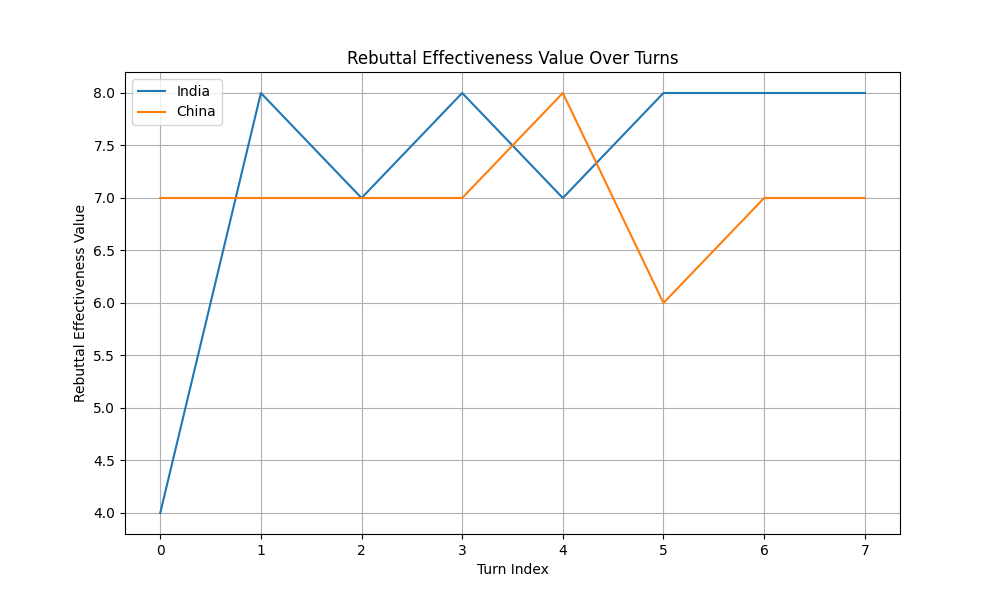 Rebuttal Effectiveness Value Over Turns
India
China
Rebuttal Effectiveness Value
8.0
7.5
7.0
6.5
6.0
5.5
5.0
4.5
4.0
0 1 2 3 4 5 6 7
Turn Index